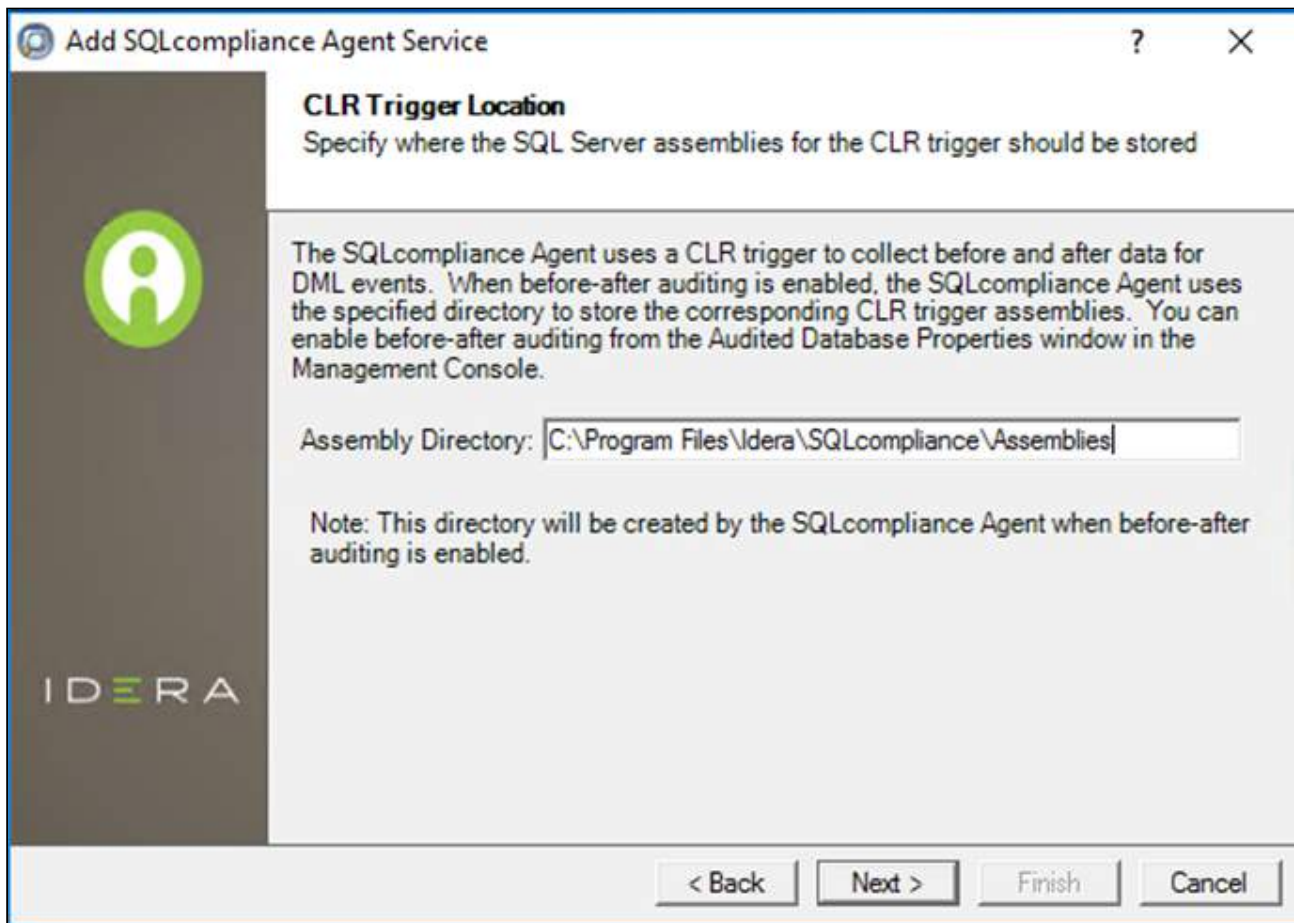 Add SQLcompliance Agent Service
?
CLR Trigger Location
Specify where the SQL Server assemblies for the CLR trigger should be stored
The SQLcompliance Agent uses a CLR trigger to collect before and after data for
DML events. When before-after auditing is enabled, the SQLcompliance Agent uses
the specified directory to store the corresponding CLR trigger assemblies. You can
enable before-after auditing from the Audited Database Properties window in the
Management Console.
Assembly Directory: C:\Program Files\Idera\SQLcompliance\Assemblies
Note: This directory will be created by the SQLcompliance Agent when before-after
auditing is enabled.
IDERA
< Back Next > Finish Cancel